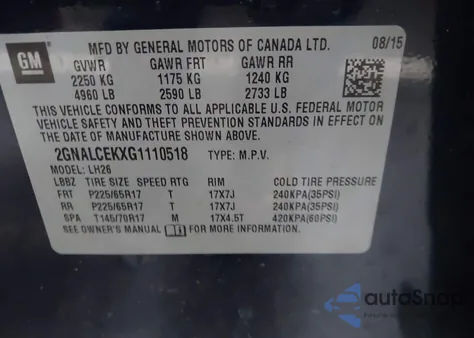 GM
MFD BY GENERAL MOTORS OF CANADA LTD. 08/15
GVWR GAWR FRT GAWR RR
2250 KG 1175 KG 1240 KG
4960 LB 2590 LB 2733 LB
THIS VEHICLE CONFORMS TO ALL APPLICABLE U.S. FEDERAL MOTOR
VEHICLE SAFETY AND THEFT PREVENTION STANDARDS IN EFFECT ON
THE DATE OF MANUFACTURE SHOWN ABOVE.
2GNALCEKXG1110518 TYPE: M.P.V.
MODEL: LH26
LBBZ TIRE SIZE SPEED RTG RIM COLD TIRE PRESSURE
FRT P225/65R17 T 17X7J 240KPA(35PSI)
RR P225/65R17 T 17X7J 240KPA(35PSI)
SPA T145/70R17 M 17X4.5T 420KPA(60PSI)
SEE OWNER'S MANUAL FOR MORE INFORMATION.
autoSnap